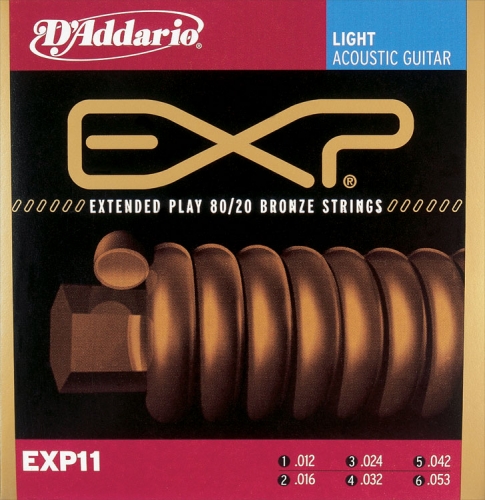 D'Addario®
LIGHT
ACOUSTIC GUITAR
EXP®
EXTENDED PLAY 80/20 BRONZE STRINGS
EXP11
1 .012 3 .024 5 .042
2 .016 4 .032 6 .053